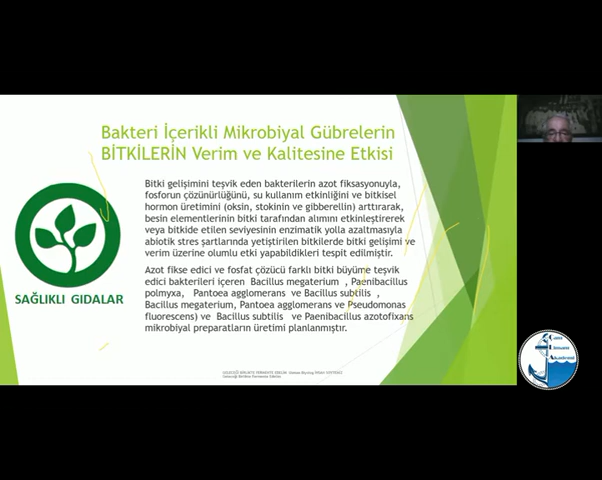 Bakteri İçerikli Mikrobiyal Gübrelerin
BİTKİLERİN Verim ve Kalitesine Etkisi
Bitki gelişimini teşvik eden bakterilerin azot fiksasyonuyla,
fosforun çözünürlüğünü, su kullanım etkinliğini ve bitkisel
hormon üretimini (oksin, stokinin ve gibberellin) arttırarak,
besin elementlerinin bitki tarafından alımını etkinleştirerek
veya bitkide etilen seviyesinin enzimatik yolla azaltmasıyla
abiotik stres şartlarında yetiştirilen bitkilerde bitki gelişimi ve
verim üzerine olumlu etki yapabildikleri tespit edilmiştir.
Azot fikse edici ve fosfat çözücü farklı bitki büyüme teşvik
edici bakterileri içeren Bacillus megaterium , Paenibacillus
polmyxa, Pantoea agglomerans ve Bacillus subtilis ,
Bacillus megaterium, Pantoea agglomerans ve Pseudomonas
fluorescens) ve Bacillus subtilis ve Paenibacillus azotofixans
mikrobiyal preparatların üretimi planlanmıştır.
SAĞLIKLI GIDALAR